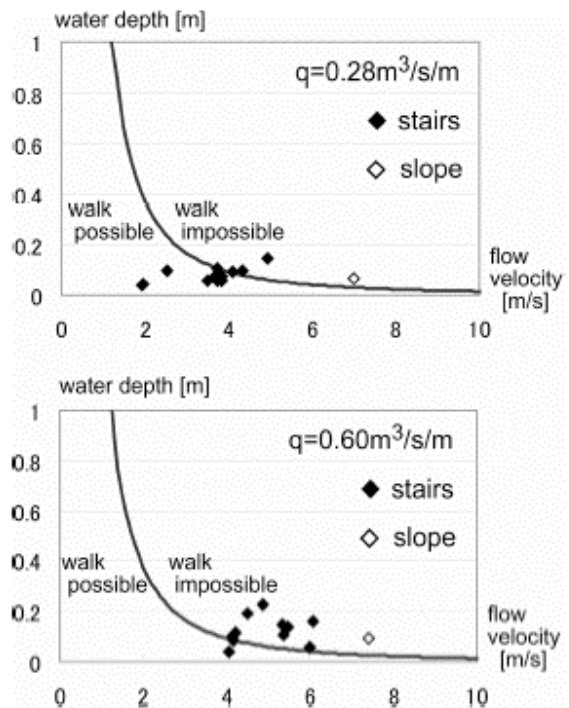 water depth [m]
1
0.8
0.6
0.4
0.2
0
q=0.28m³/s/m
stairs
slope
walk possible
walk impossible
flow velocity [m/s]
0 2 4 6 8 10
water depth [m]
1
0.8
0.6
0.4
0.2
0
q=0.60m³/s/m
stairs
slope
walk possible
walk impossible
flow velocity [m/s]
0 2 4 6 8 10